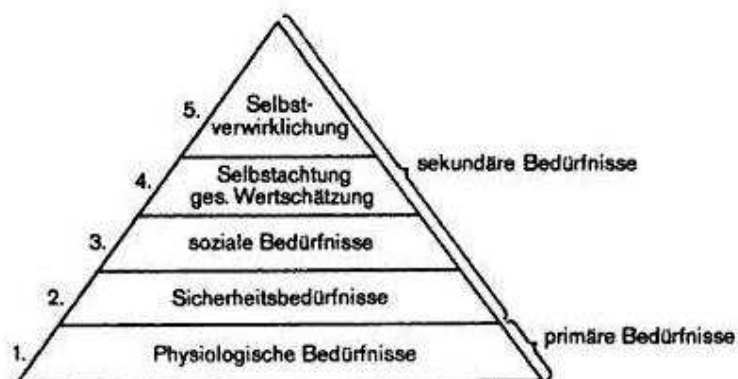 5. Selbst-
verwirklichung
sekundäre Bedürfnisse
4. Selbstachtung
ges. Wertschätzung
3. soziale Bedürfnisse
2. Sicherheitsbedürfnisse
primäre Bedürfnisse
1. Physiologische Bedürfnisse